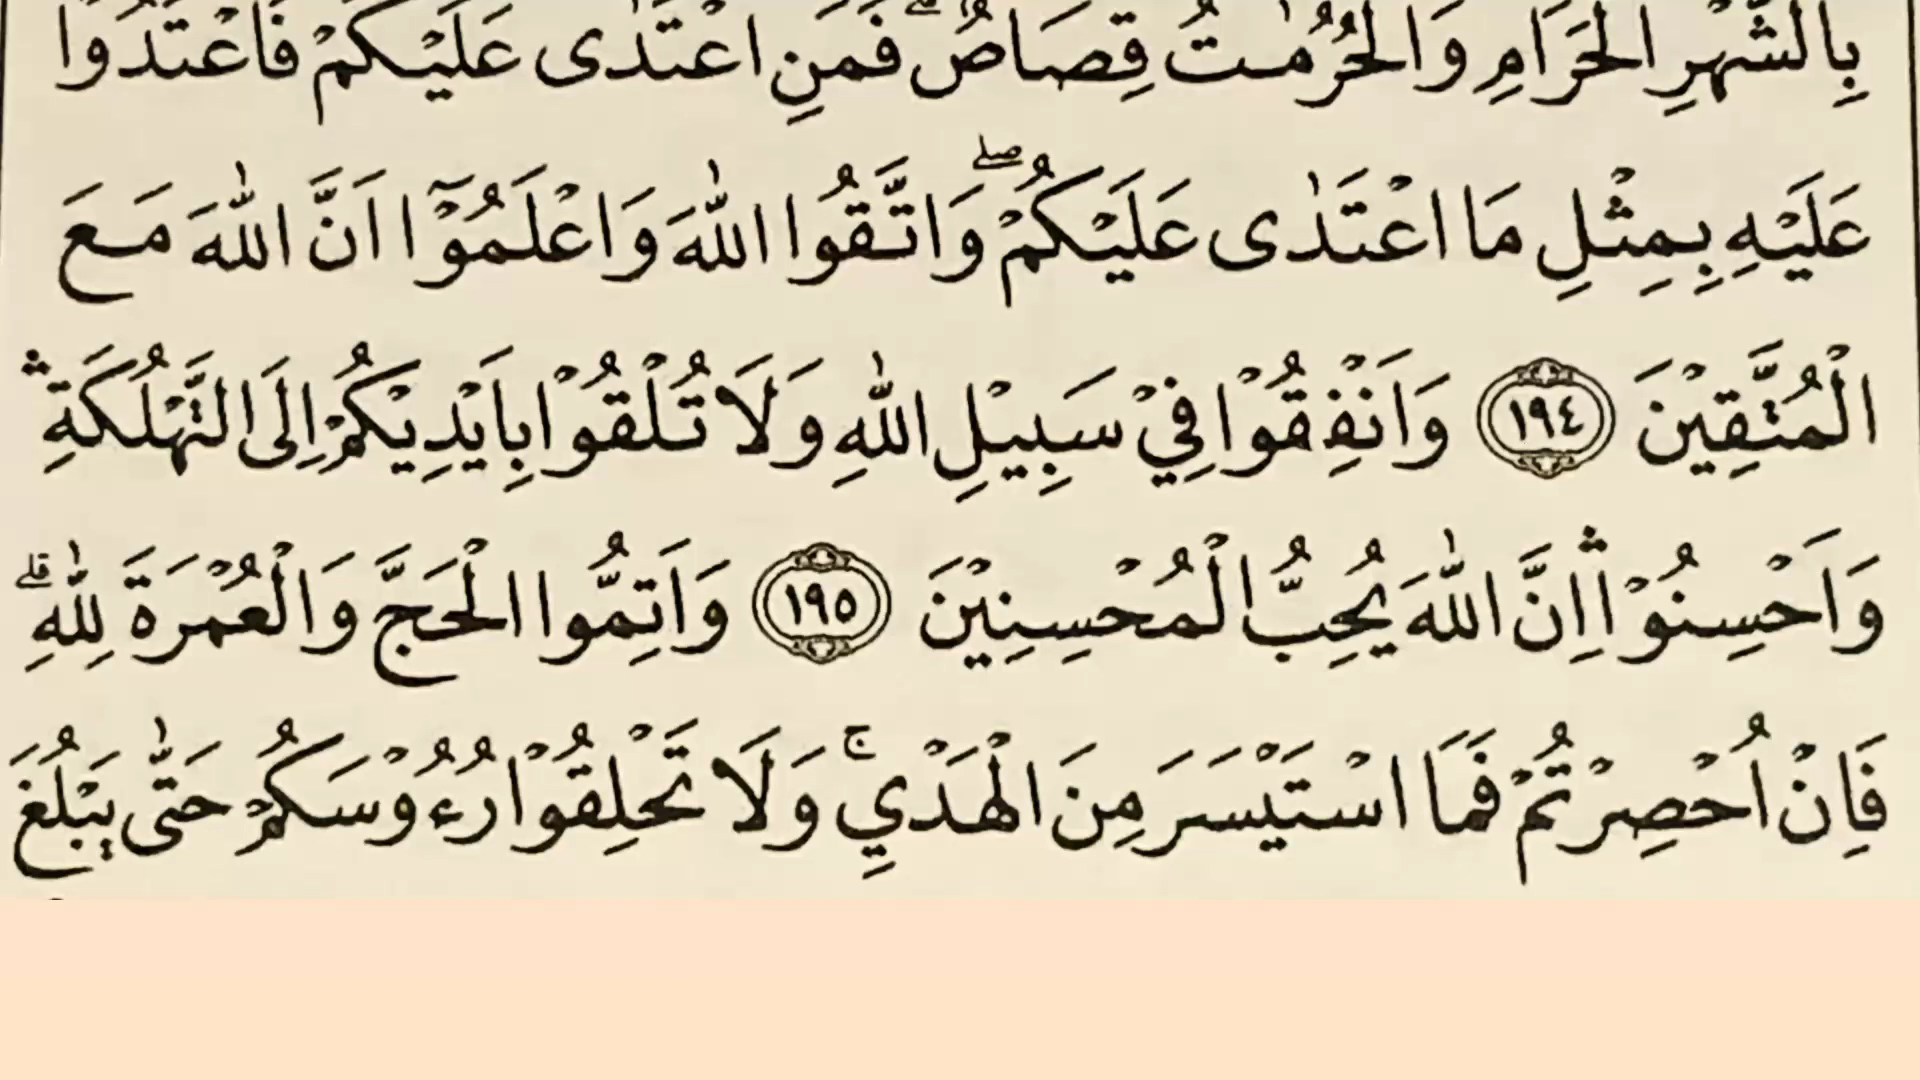 بِالشَّهْرِ الْحَرَامِ وَالْحُرُمٰتُ قِصَاصٌ ۗ فَمَنِ اعْتَدٰى عَلَيْكُمْ فَاعْتَدُوْا
عَلَيْهِ بِمِثْلِ مَا اعْتَدٰى عَلَيْكُمْ ۖ وَاتَّقُوا اللّٰهَ وَاعْلَمُوْٓا اَنَّ اللّٰهَ مَعَ
الْمُتَّقِيْنَ ١٩٤ وَاَنْفِقُوْا فِيْ سَبِيْلِ اللّٰهِ وَلَا تُلْقُوْا بِاَيْدِيْكُمْ اِلَى التَّهْلُكَةِ ۛ
وَاَحْسِنُوْا ۛ اِنَّ اللّٰهَ يُحِبُّ الْمُحْسِنِيْنَ ١٩٥ وَاَتِمُّوا الْحَجَّ وَالْعُمْرَةَ لِلّٰهِ ۗ
فَاِنْ اُحْصِرْتُمْ فَمَا اسْتَيْسَرَ مِنَ الْهَدْيِ ۚ وَلَا تَحْلِقُوْا رُءُوْسَكُمْ حَتّٰى يَبْلُغَ